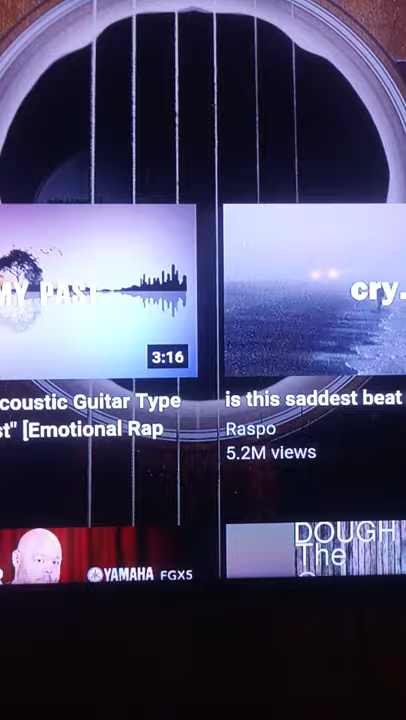 MY PAST
3:16
coustic Guitar Type
st" [Emotional Rap
cry.
is this saddest beat
Raspo
5.2M views
R
YAMAHA FGX5
DOUGH
The